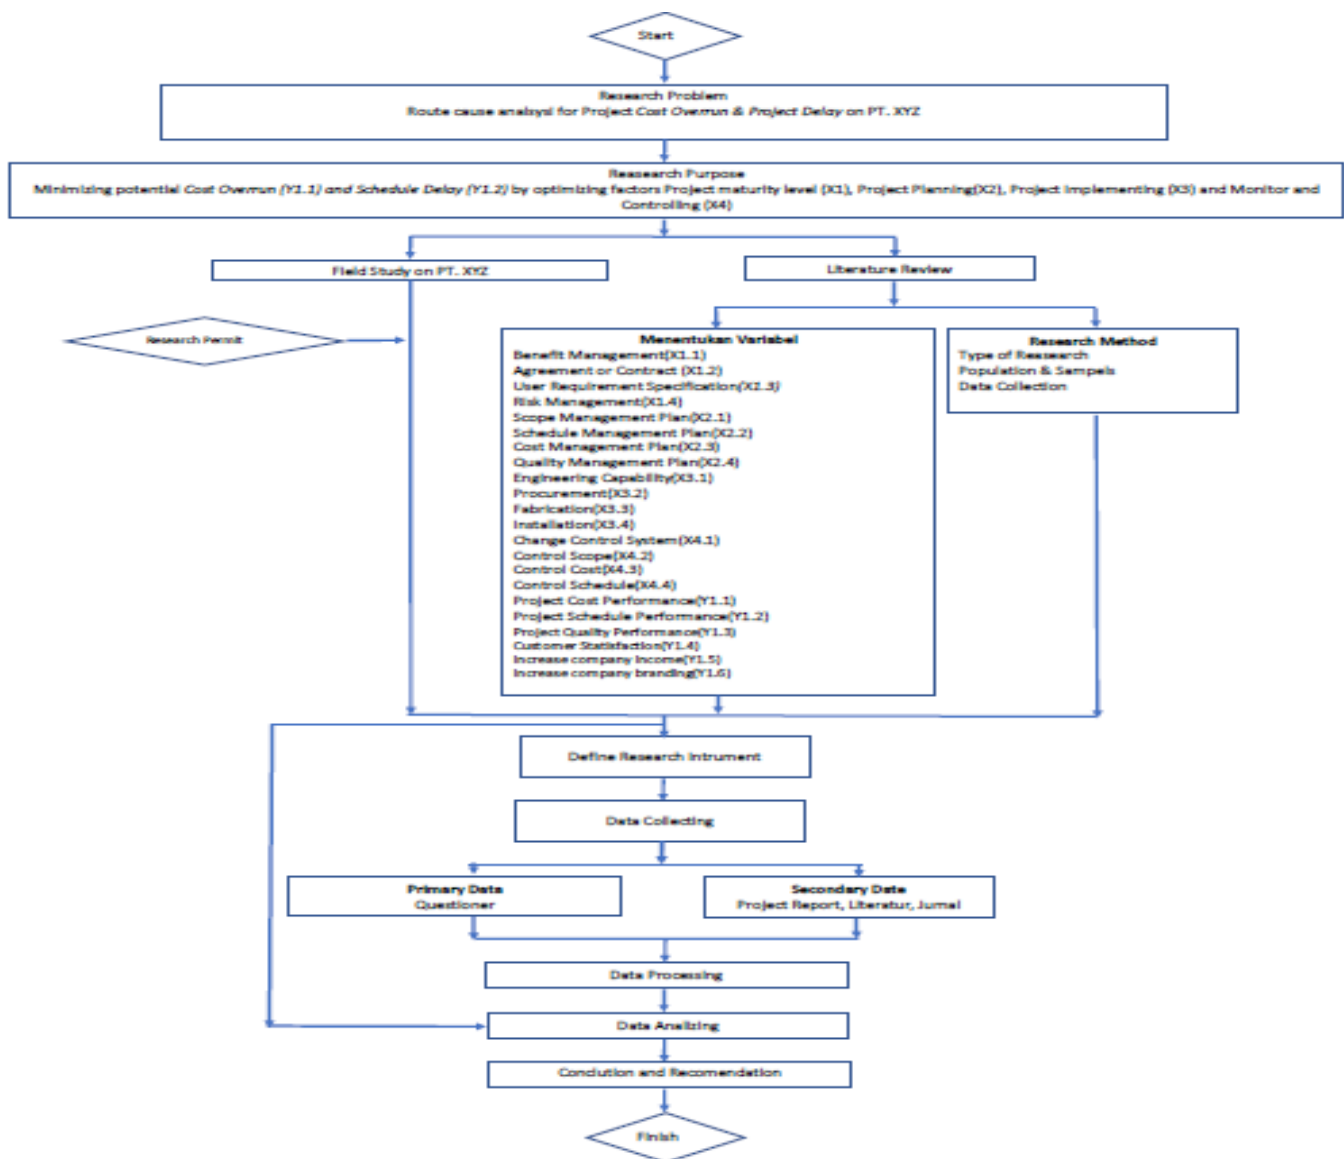 Start
Research Problem
Route cause analsysi for Project Cost Overrun & Project Delay on PT. XYZ
Reasearch Purpose
Minimizing potential Cost Overrun (Y1.1) and Schedule Delay (Y1.2) by optimizing factors Project maturity level (X1), Project Planning(X2), Project Implementing (X3) and Monitor and
Controlling (X4)
Field Study on PT. XYZ
Literature Review
Research Permit
Menentukan Variabel
Benefit Management(X1.1)
Agreement or Contract (X1.2)
User Requirement Specification(X1.3)
Risk Management(X1.4)
Scope Management Plan(X2.1)
Schedule Management Plan(X2.2)
Cost Management Plan(X2.3)
Quality Management Plan(X2.4)
Engineering Capability(X3.1)
Procurement(X3.2)
Fabrication(X3.3)
Installation(X3.4)
Change Control System(X4.1)
Control Scope(X4.2)
Control Cost(X4.3)
Control Schedule(X4.4)
Project Cost Performance(Y1.1)
Project Schedule Performance(Y1.2)
Project Quality Performance(Y1.3)
Customer Statisfaction(Y1.4)
Increase company Income(Y1.5)
Increase company branding(Y1.6)
Research Method
Type of Reasearch
Population & Sampels
Data Collection
Define Research Intrument
Data Collecting
Primary Data
Questioner
Secondary Date
Project Report, Literatur, Jurnal
Data Processing
Data Analizing
Conclution and Recomendation
Finish